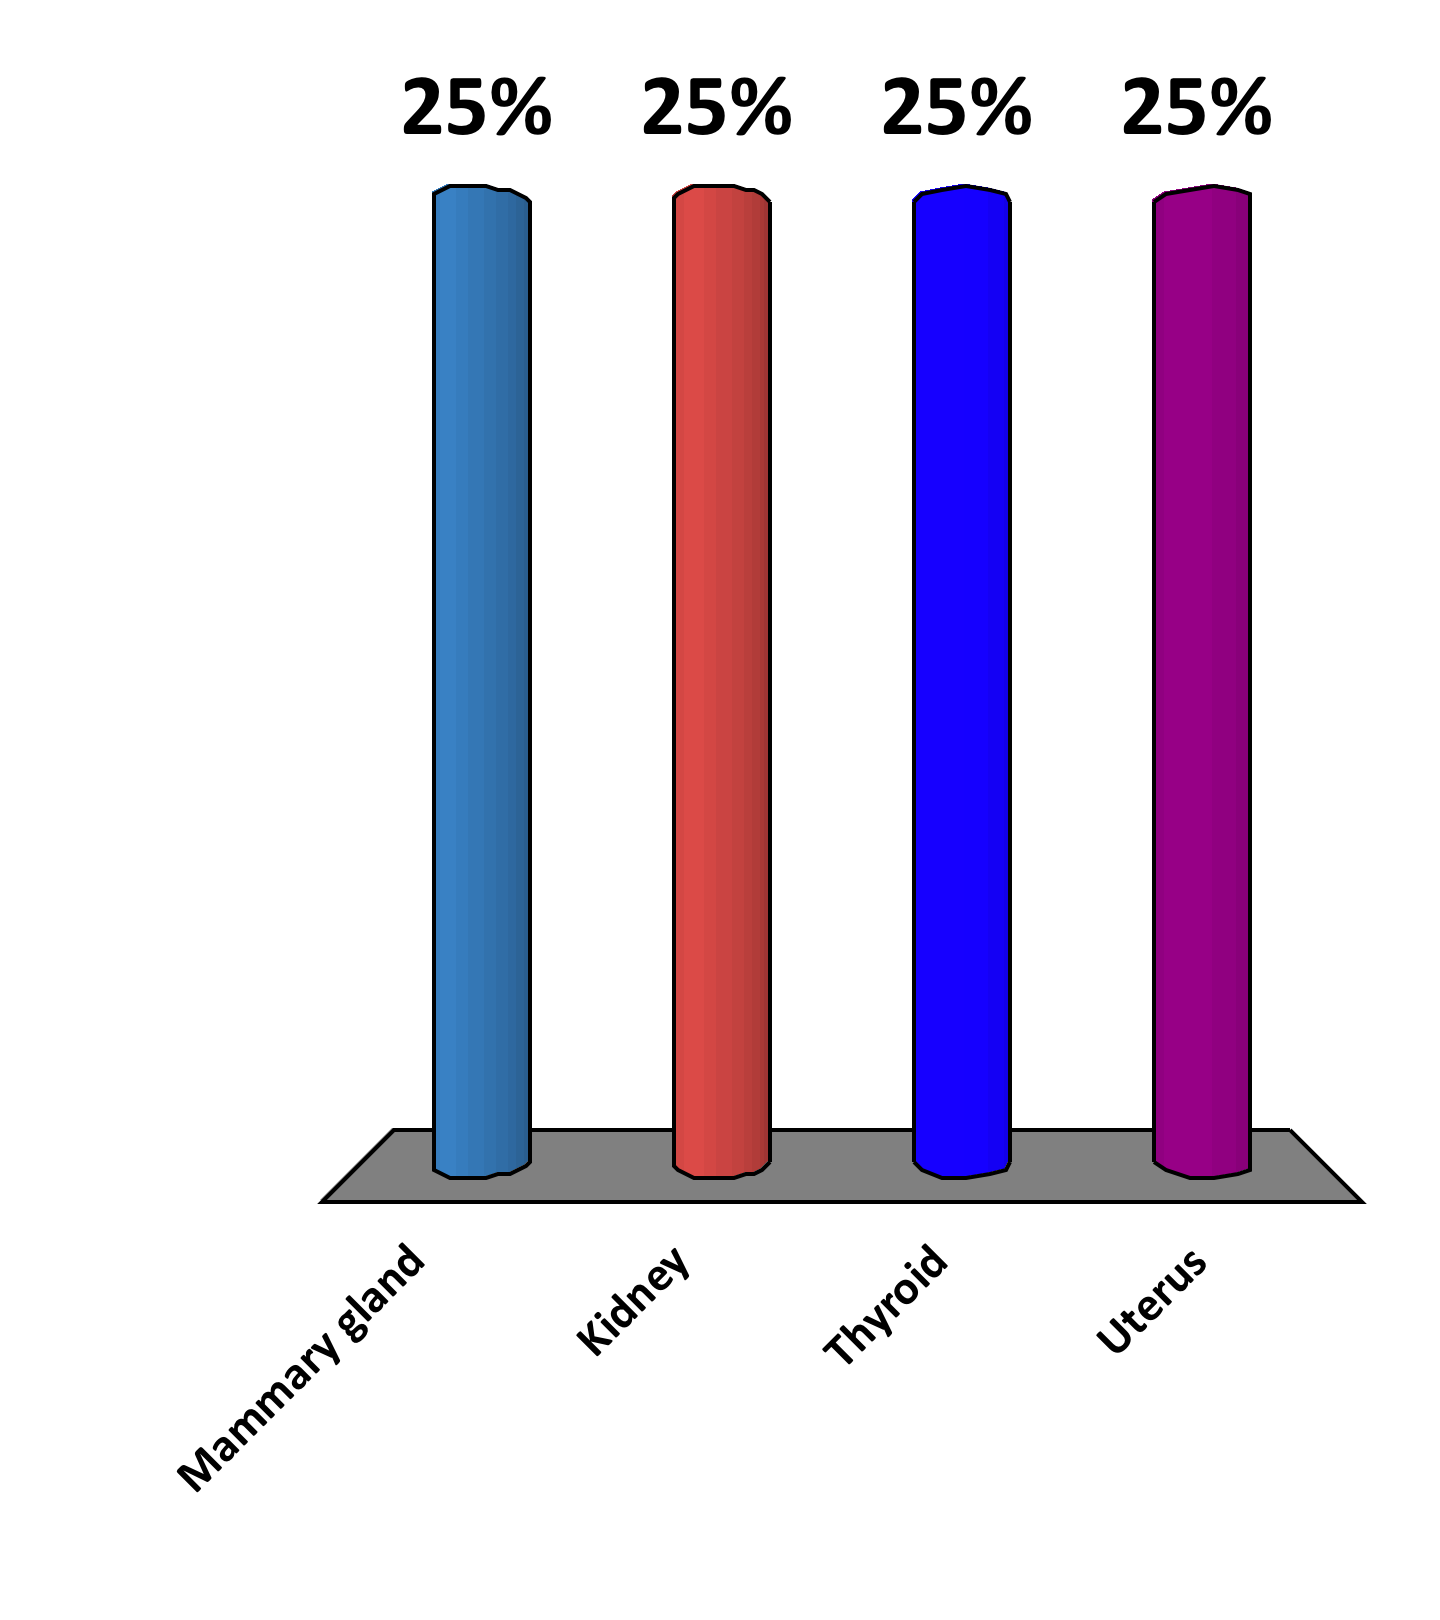 25% 25% 25% 25%
Mammary gland
Kidney
Thyroid
Uterus